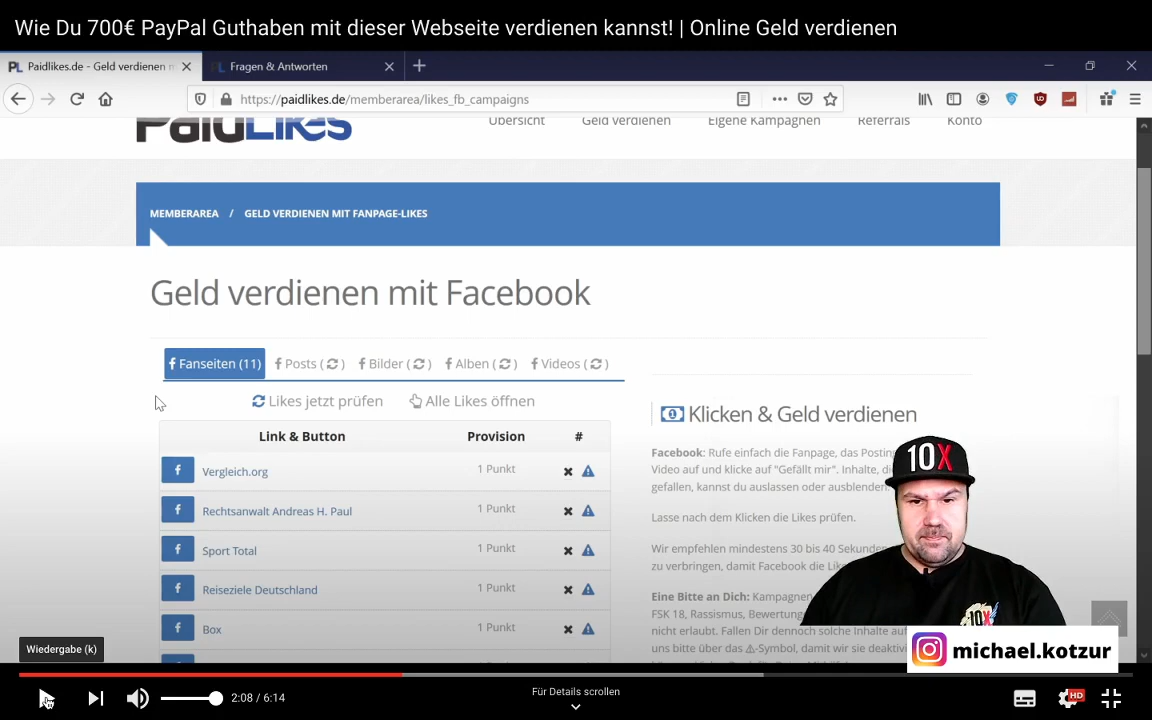 Wie Du 700€ PayPal Guthaben mit dieser Webseite verdienen kannst! | Online Geld verdienen
PL Paidlikes.de - Geld verdienen m
PL Fragen & Antworten
https://paidlikes.de/memberarea/likes_fb_campaigns
PaidLikes
Übersicht Geld verdienen Eigene Kampagnen Referrals Konto
MEMBERAREA / GELD VERDIENEN MIT FANPAGE-LIKES
Geld verdienen mit Facebook
Fanseiten (11) Posts ( ) Bilder ( ) Alben ( ) Videos ( )
Likes jetzt prüfen Alle Likes öffnen
Link & Button Provision #
Vergleich.org 1 Punkt
Rechtsanwalt Andreas H. Paul 1 Punkt
Sport Total 1 Punkt
Reiseziele Deutschland 1 Punkt
Box 1 Punkt
Klicken & Geld verdienen
Facebook: Rufe einfach die Fanpage, das Posting
Video auf und klicke auf "Gefällt mir". Inhalte, di
gefallen, kannst du auslassen oder ausblenden.
Lasse nach dem Klicken die Likes prüfen.
Wir empfehlen mindestens 30 bis 40 Sekunden
zu verbringen, damit Facebook die Lik
Eine Bitte an Dich: Kampagnen
FSK 18, Rassismus, Bewertung
nicht erlaubt. Fallen Dir dennoch solche Inhalte auf
uns bitte über das -Symbol, damit wir sie deaktivi
10X
10X
michael.kotzur
Wiedergabe (k)
2:08 / 6:14
Für Details scrollen
HD